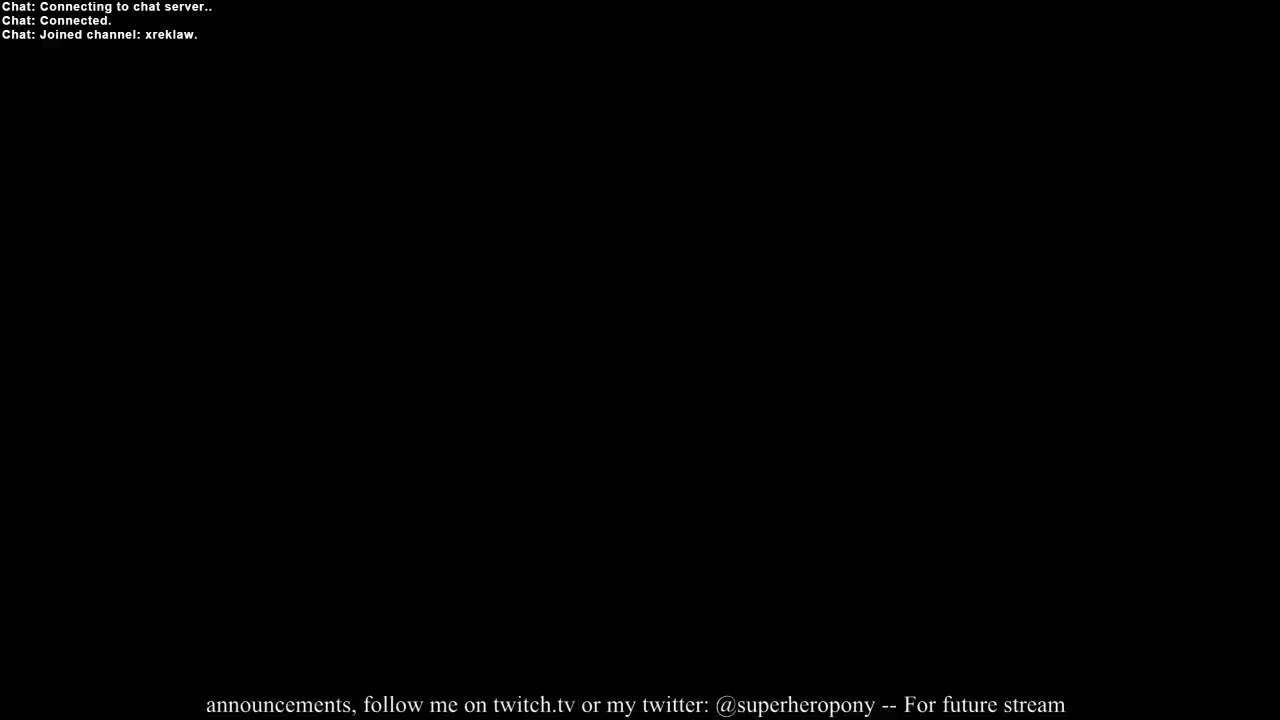 Chat: Connecting to chat server..
Chat: Connected.
Chat: Joined channel: xreklaw.
announcements, follow me on twitch.tv or my twitter: @superheropony -- For future stream